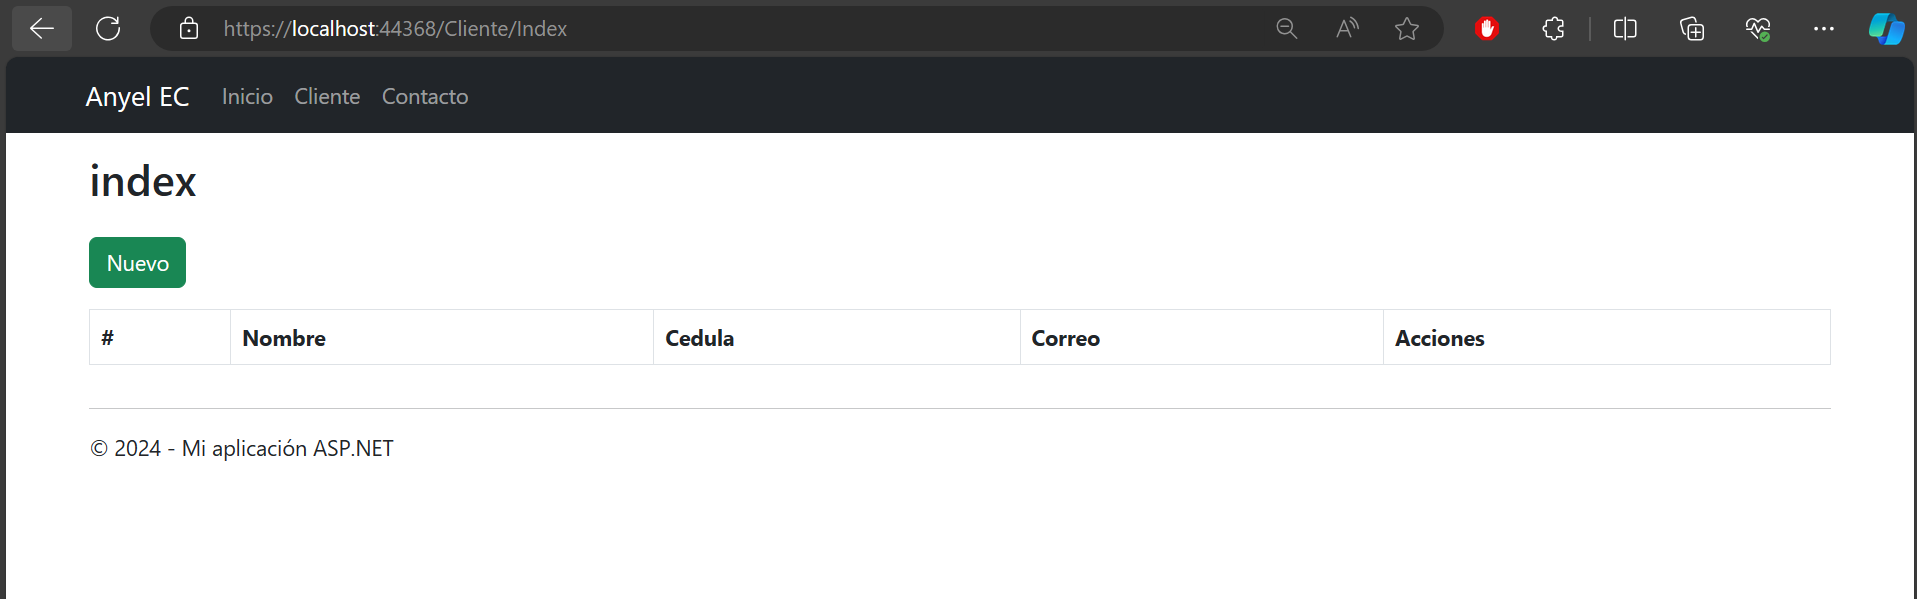 https://localhost:44368/Cliente/Index
Anyel EC Inicio Cliente Contacto
index
Nuevo
# Nombre Cedula Correo Acciones
© 2024 - Mi aplicación ASP.NET